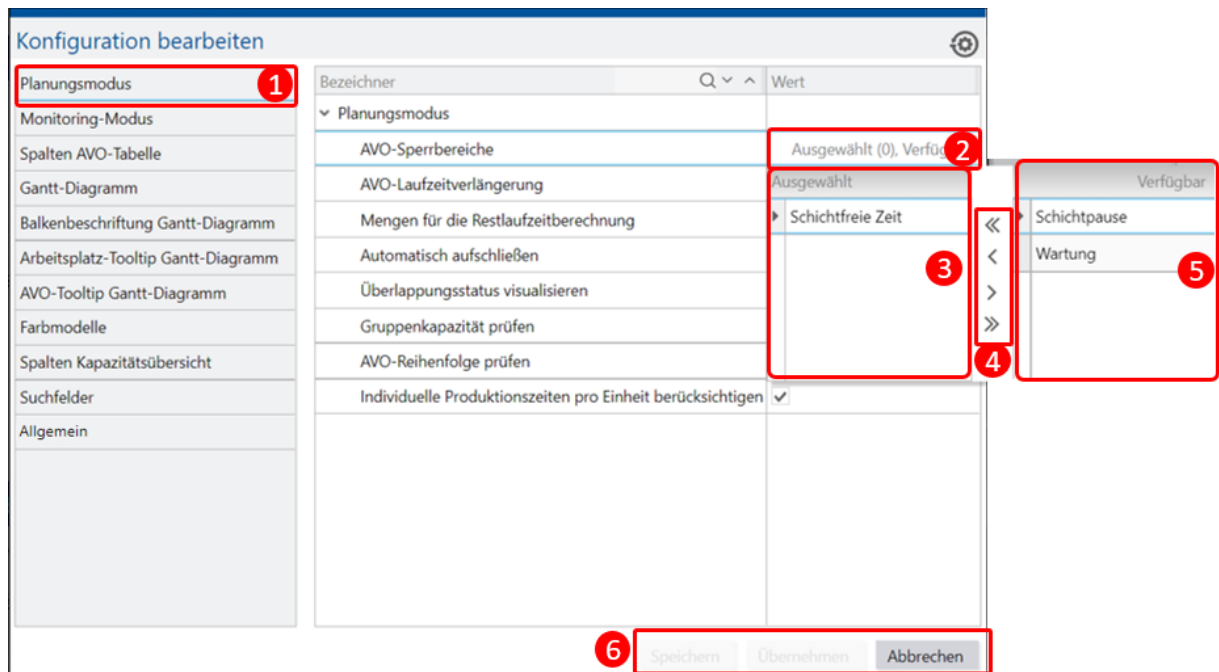 Konfiguration bearbeiten
Planungsmodus 1
Monitoring-Modus
Spalten AVO-Tabelle
Gantt-Diagramm
Balkenbeschriftung Gantt-Diagramm
Arbeitsplatz-Tooltip Gantt-Diagramm
AVO-Tooltip Gantt-Diagramm
Farbmodelle
Spalten Kapazitätsübersicht
Suchfelder
Allgemein
Bezeichner Wert
Planungsmodus
AVO-Sperrbereiche Ausgewählt (0), 2
AVO-Laufzeitverlängerung
Mengen für die Restlaufzeitberechnung
Automatisch aufschließen
Überlappungsstatus visualisieren
Gruppenkapazität prüfen
AVO-Reihenfolge prüfen
Individuelle Produktionszeiten pro Einheit berücksichtigen
Ausgewählt
Schichtfreie Zeit
3
4
Verfügbar
Schichtpause
Wartung
5
6
Speichern Übernehmen Abbrechen